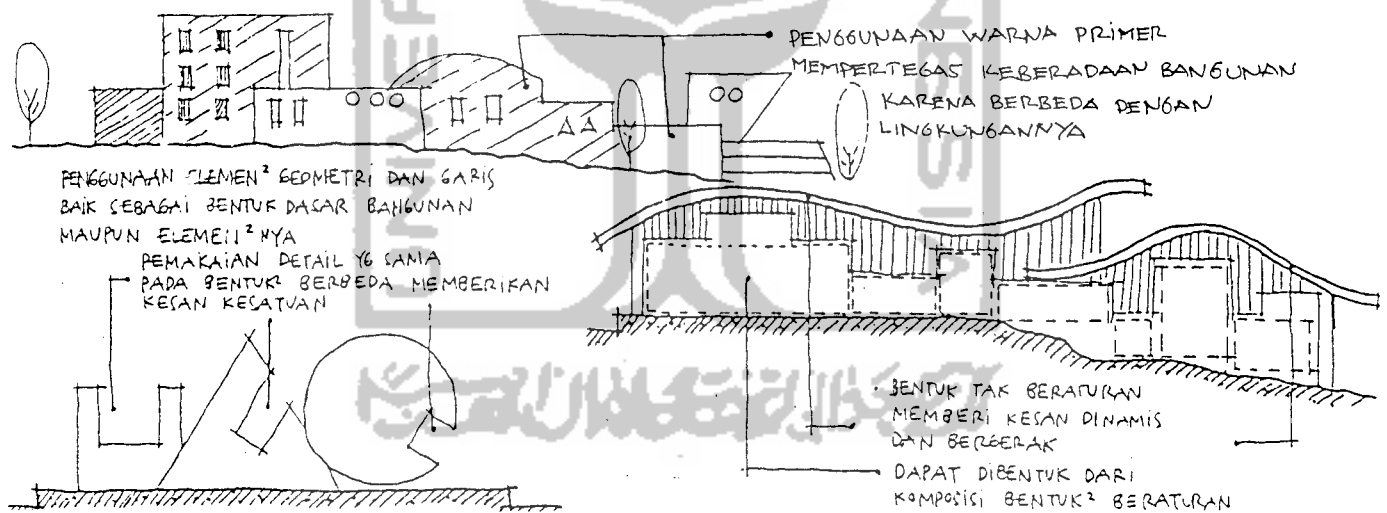 PENGGUNAAN WARNA PRIMER
MEMPERTEGAS KEBERADAAN BANGUNAN
KARENA BERBEDA DENGAN
LINGKUNGANNYA
PENGGUNAAN ELEMEN² GEOMETRI DAN GARIS
BAIK SEBAGAI BENTUK DASAR BANGUNAN
MAUPUN ELEMEN²NYA
PEMAKAIAN DETAIL YG SAMA
PADA BENTUK² BERBEDA MEMBERIKAN
KESAN KESATUAN
BENTUK TAK BERATURAN
MEMBERI KESAN DINAMIS
DAN BERGERAK
DAPAT DIBENTUK DARI
KOMPOSISI BENTUK² BERATURAN